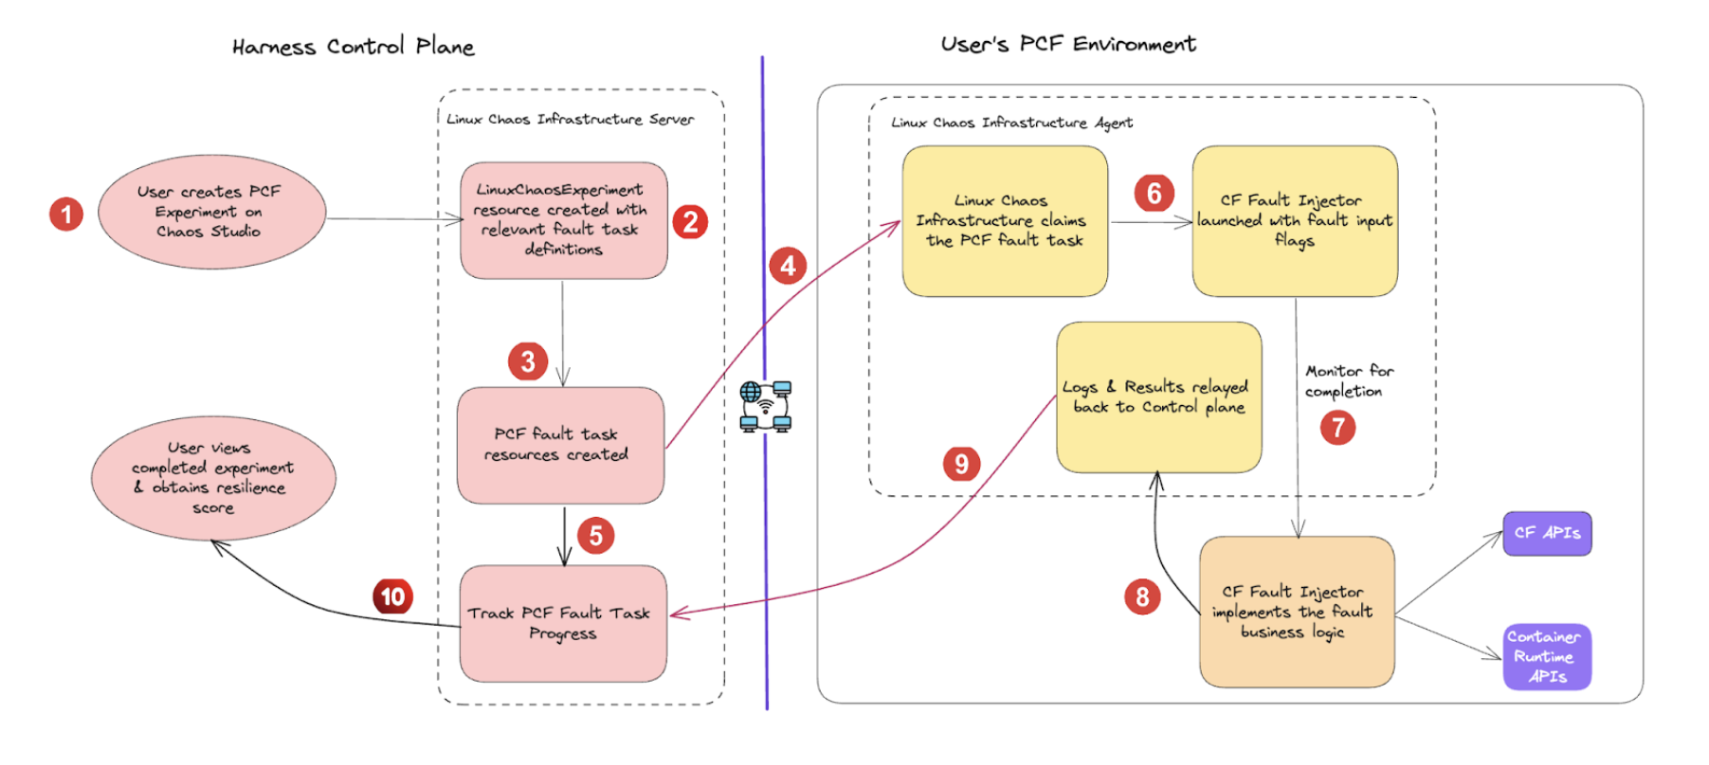 Harness Control Plane
User's PCF Environment
Linux Chaos Infrastructure Server
Linux Chaos Infrastructure Agent
1
User creates PCF
Experiment on
Chaos Studio
LinuxChaosExperiment
resource created with
relevant fault task
definitions
2
3
PCF fault task
resources created
4
5
Track PCF Fault Task
Progress
Linux Chaos
Infrastructure claims
the PCF fault task
6
CF Fault Injector
launched with fault input
flags
Monitor for
completion
7
CF Fault Injector
implements the fault
business logic
CF APIs
Container
Runtime
APIs
8
Logs & Results relayed
back to Control plane
9
10
User views
completed experiment
& obtains resilience
score